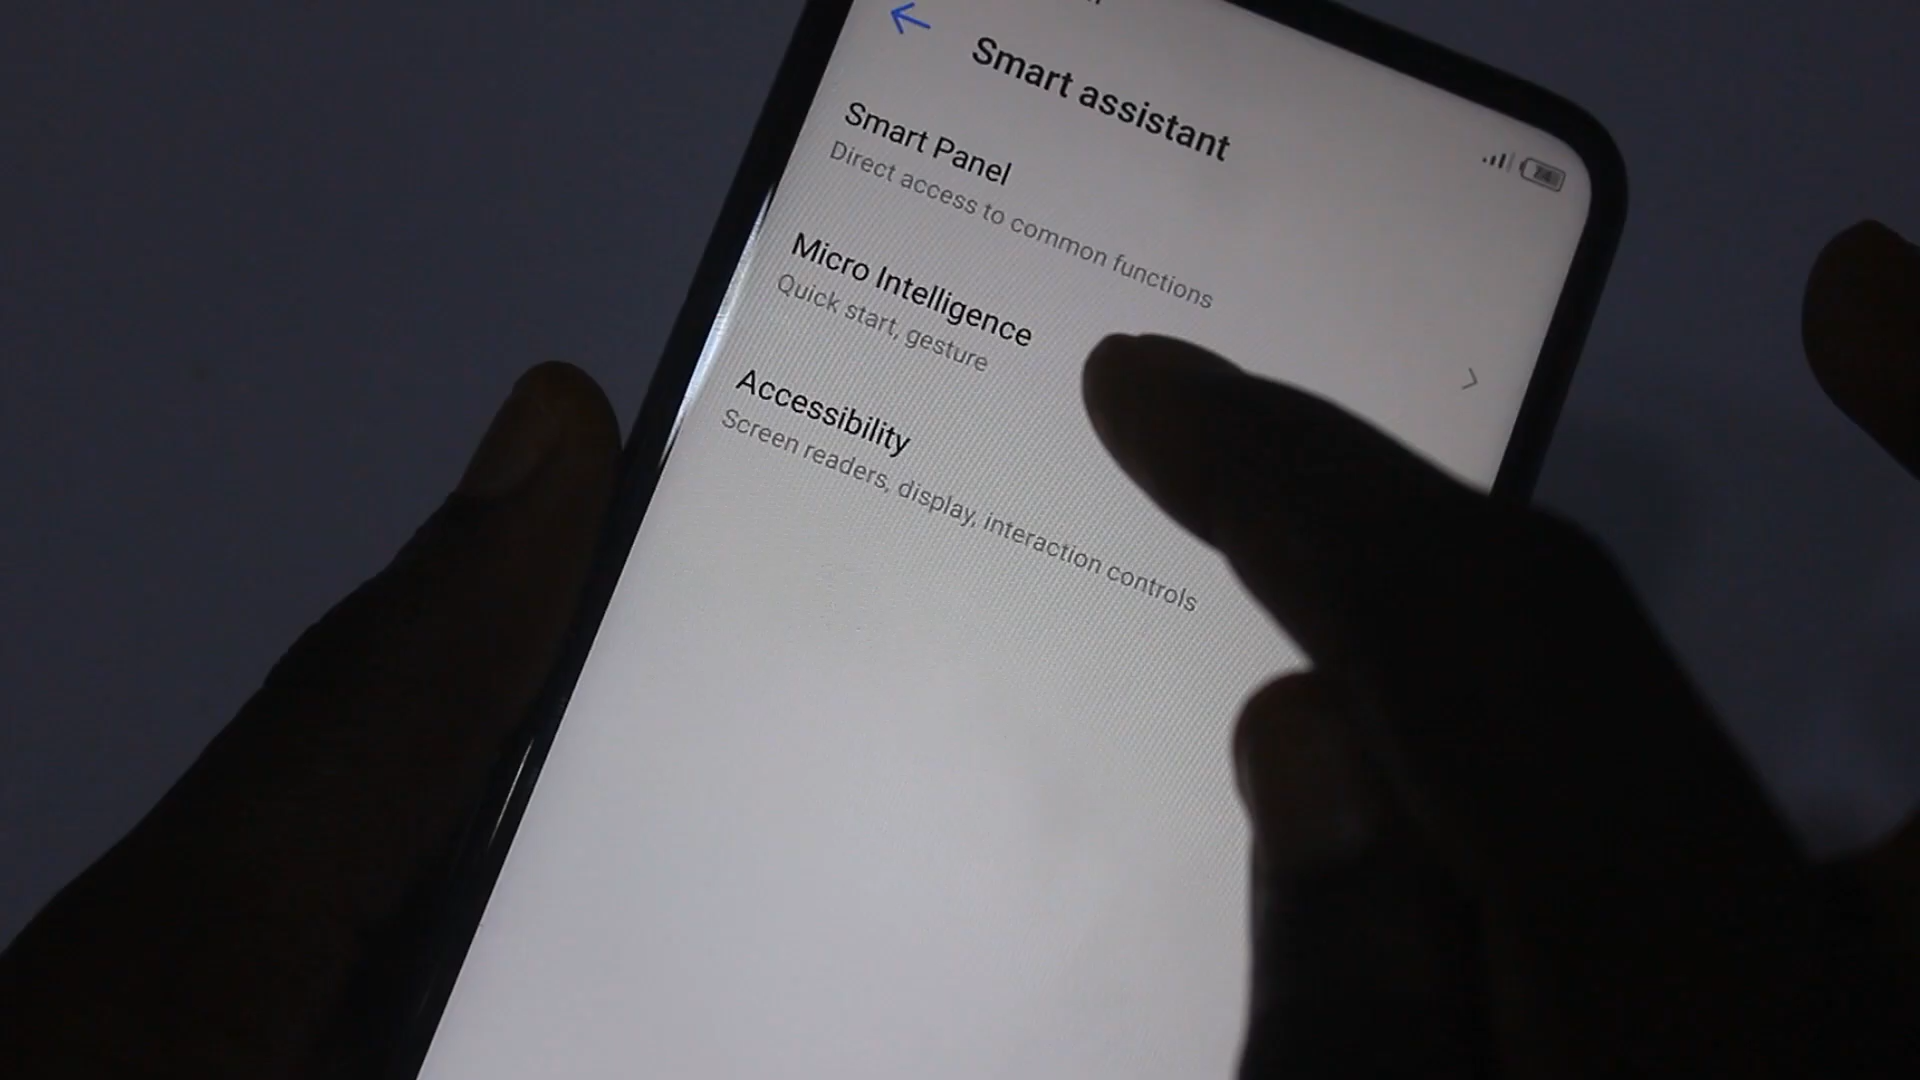 Smart assistant
Smart Panel
Direct access to common functions
Micro Intelligence
Quick start, gesture
Accessibility
Screen readers, display, interaction controls